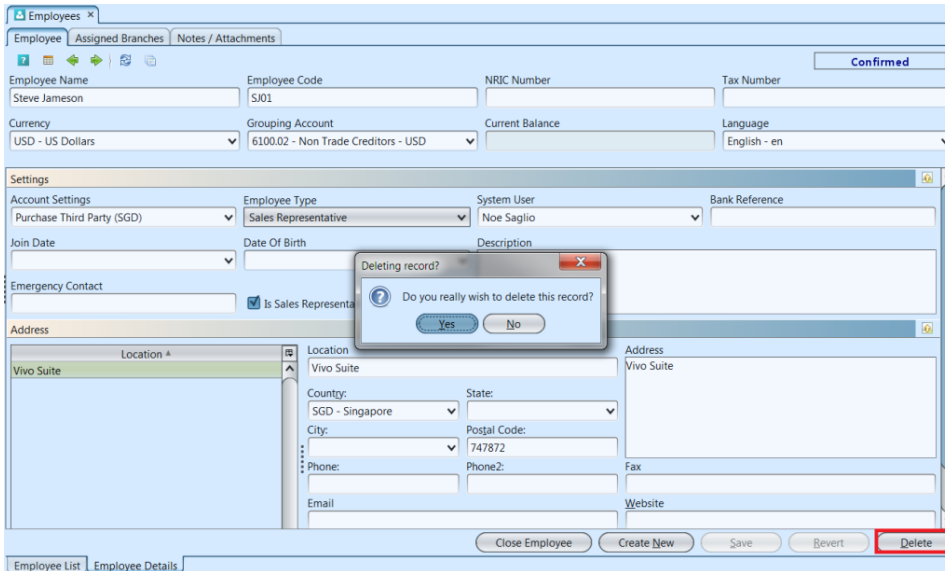 Employees ×
Employee Assigned Branches Notes / Attachments
Confirmed
Employee Name Employee Code NRIC Number Tax Number
Steve Jameson SJ01
Currency Grouping Account Current Balance Language
USD - US Dollars 6100.02 - Non Trade Creditors - USD English - en
Settings
Account Settings Employee Type System User Bank Reference
Purchase Third Party (SGD) Sales Representative Noe Saglio
Join Date Date Of Birth Description
Deleting record?
Do you really wish to delete this record?
Yes No
Emergency Contact
Is Sales Representa
Address
Location Location Address
Vivo Suite Vivo Suite Vivo Suite
Country: State:
SGD - Singapore
City: Postal Code:
747872
Phone: Phone2: Fax
Email Website
Close Employee Create New Save Revert Delete
Employee List Employee Details